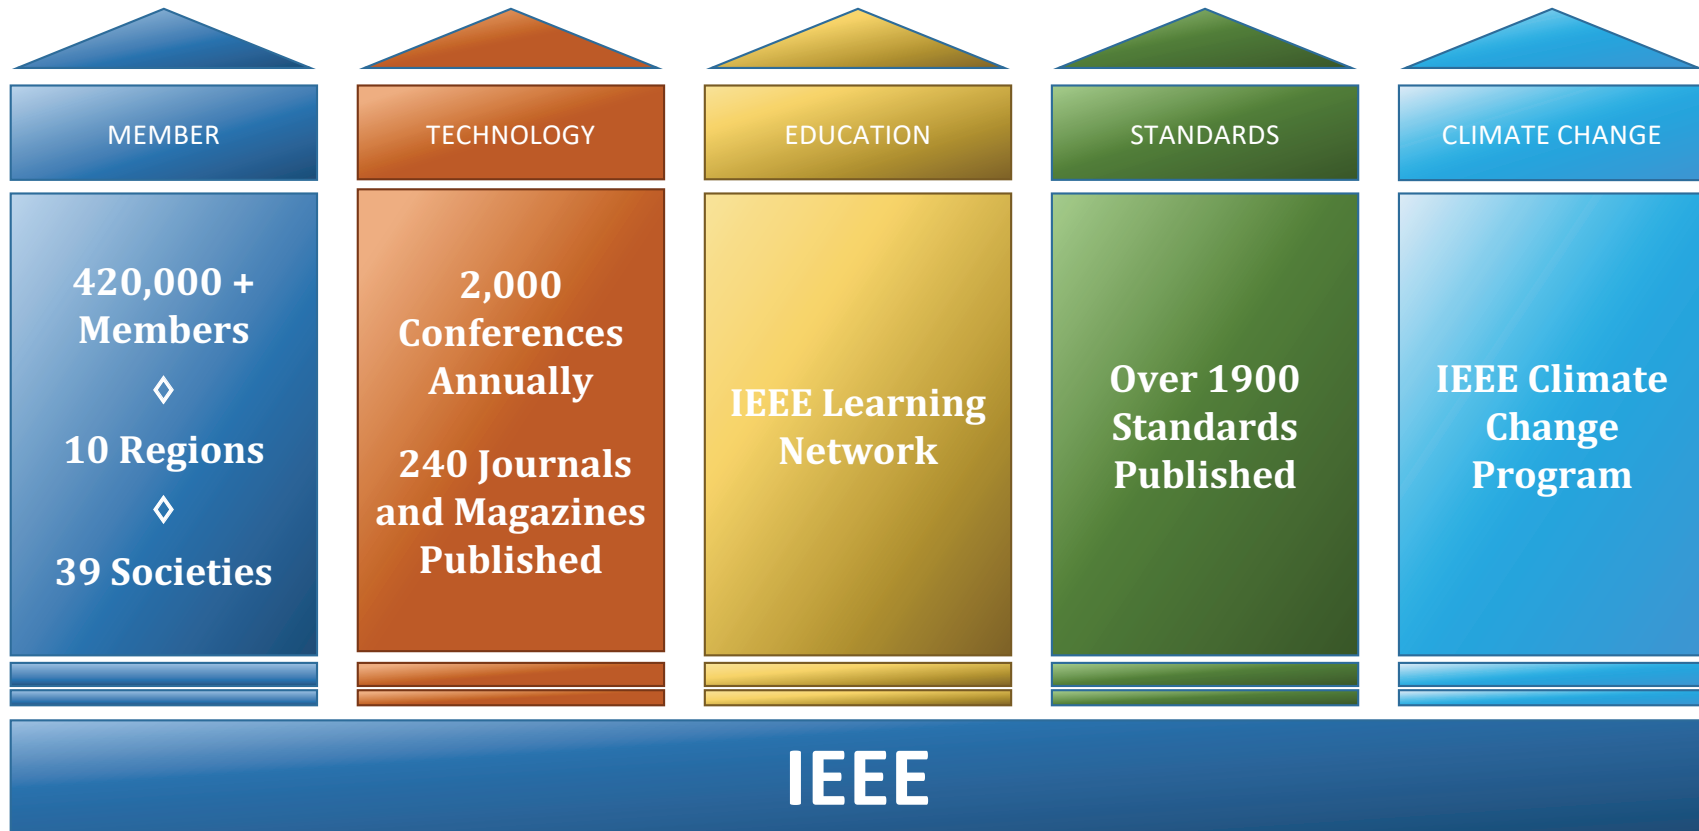 MEMBER
420,000 +
Members
◊
10 Regions
◊
39 Societies
TECHNOLOGY
2,000
Conferences
Annually
240 Journals
and Magazines
Published
EDUCATION
IEEE Learning
Network
STANDARDS
Over 1900
Standards
Published
CLIMATE CHANGE
IEEE Climate
Change
Program
IEEE